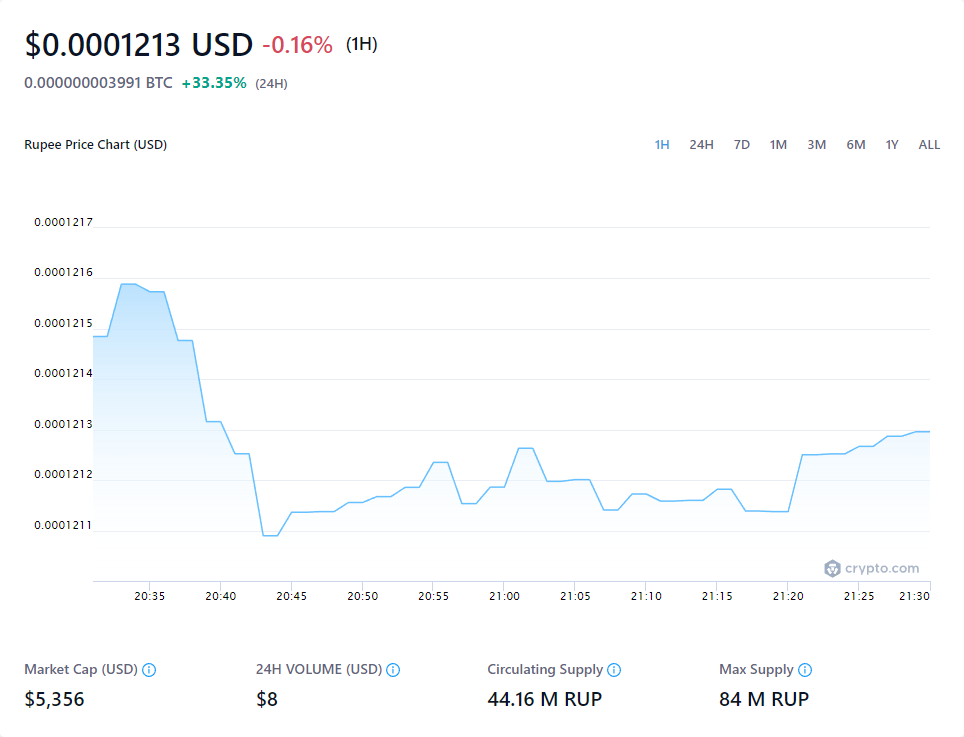 $0.0001213 USD -0.16% (1H)
0.000000003991 BTC +33.35% (24H)
Rupee Price Chart (USD) 1H 24H 7D 1M 3M 6M 1Y ALL
0.0001217
0.0001216
0.0001215
0.0001214
0.0001213
0.0001212
0.0001211
crypto.com
20:35 20:40 20:45 20:50 20:55 21:00 21:05 21:10 21:15 21:20 21:25 21:30
Market Cap (USD) 24H VOLUME (USD) Circulating Supply Max Supply
$5,356 $8 44.16 M RUP 84 M RUP